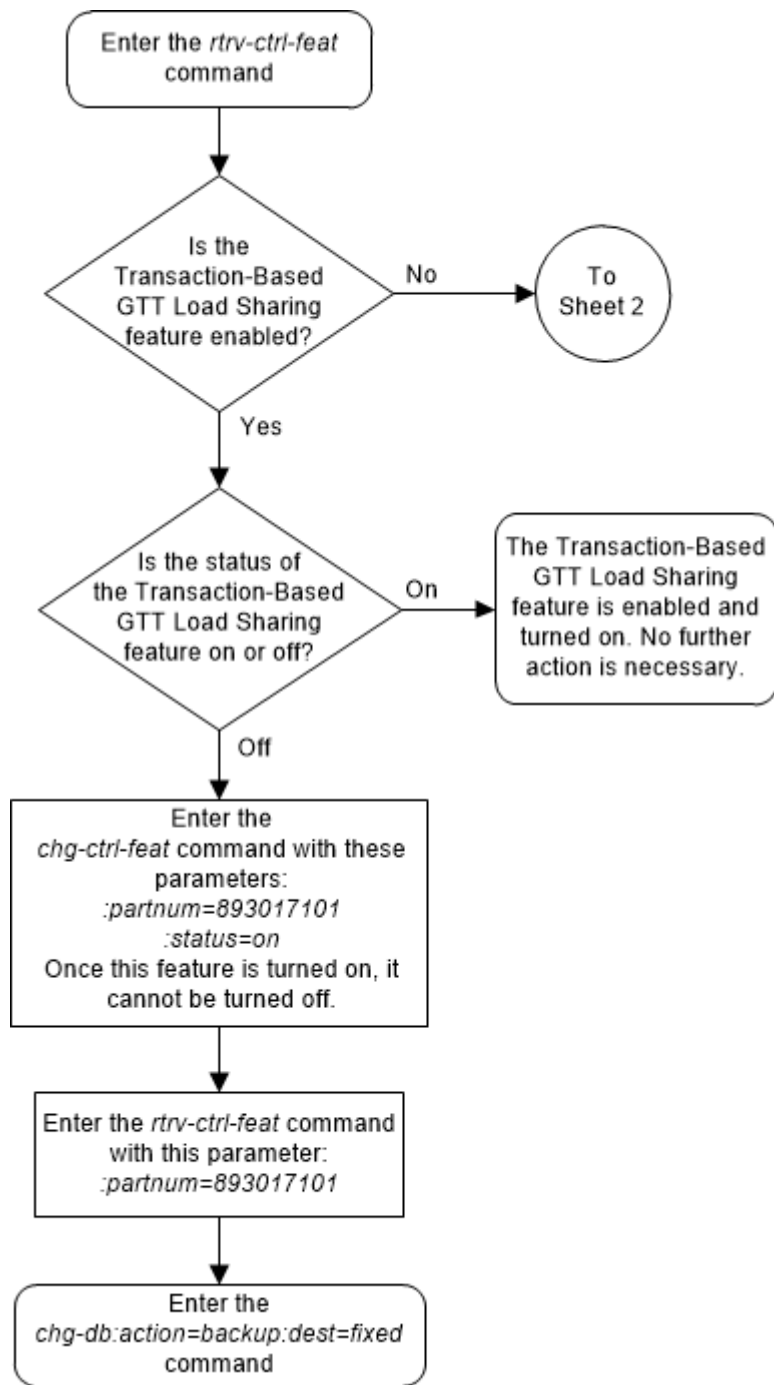 Enter the rtrv-ctrl-feat
command
Is the
Transaction-Based
GTT Load Sharing
feature enabled?
No
To
Sheet 2
Yes
Is the status of
the Transaction-Based
GTT Load Sharing
feature on or off?
On
The Transaction-Based
GTT Load Sharing
feature is enabled and
turned on. No further
action is necessary.
Off
Enter the
chg-ctrl-feat command with these
parameters:
:partnum=893017101
:status=on
Once this feature is turned on, it
cannot be turned off.
Enter the rtrv-ctrl-feat command
with this parameter:
:partnum=893017101
Enter the
chg-db:action=backup:dest=fixed
command